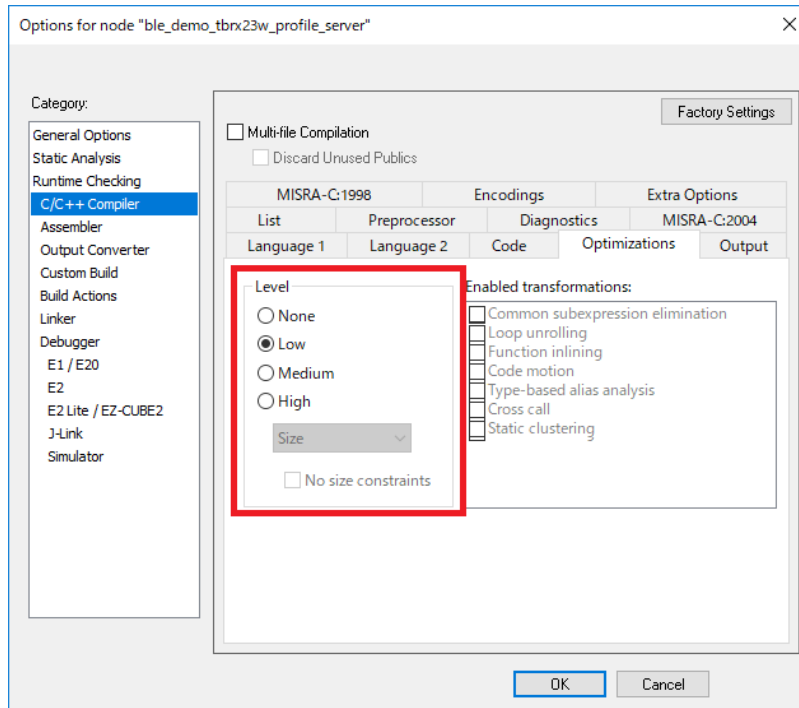 Options for node "ble_demo_tbrx23w_profile_server"
Category:
General Options
Static Analysis
Runtime Checking
C/C++ Compiler
Assembler
Output Converter
Custom Build
Build Actions
Linker
Debugger
E1 / E20
E2
E2 Lite / EZ-CUBE2
J-Link
Simulator
Factory Settings
Multi-file Compilation
Discard Unused Publics
MISRA-C:1998 Encodings Extra Options
List Preprocessor Diagnostics MISRA-C:2004
Language 1 Language 2 Code Optimizations Output
Level
None
Low
Medium
High
Size
No size constraints
Enabled transformations:
Common subexpression elimination
Loop unrolling
Function inlining
Code motion
Type-based alias analysis
Cross call
Static clustering
OK Cancel